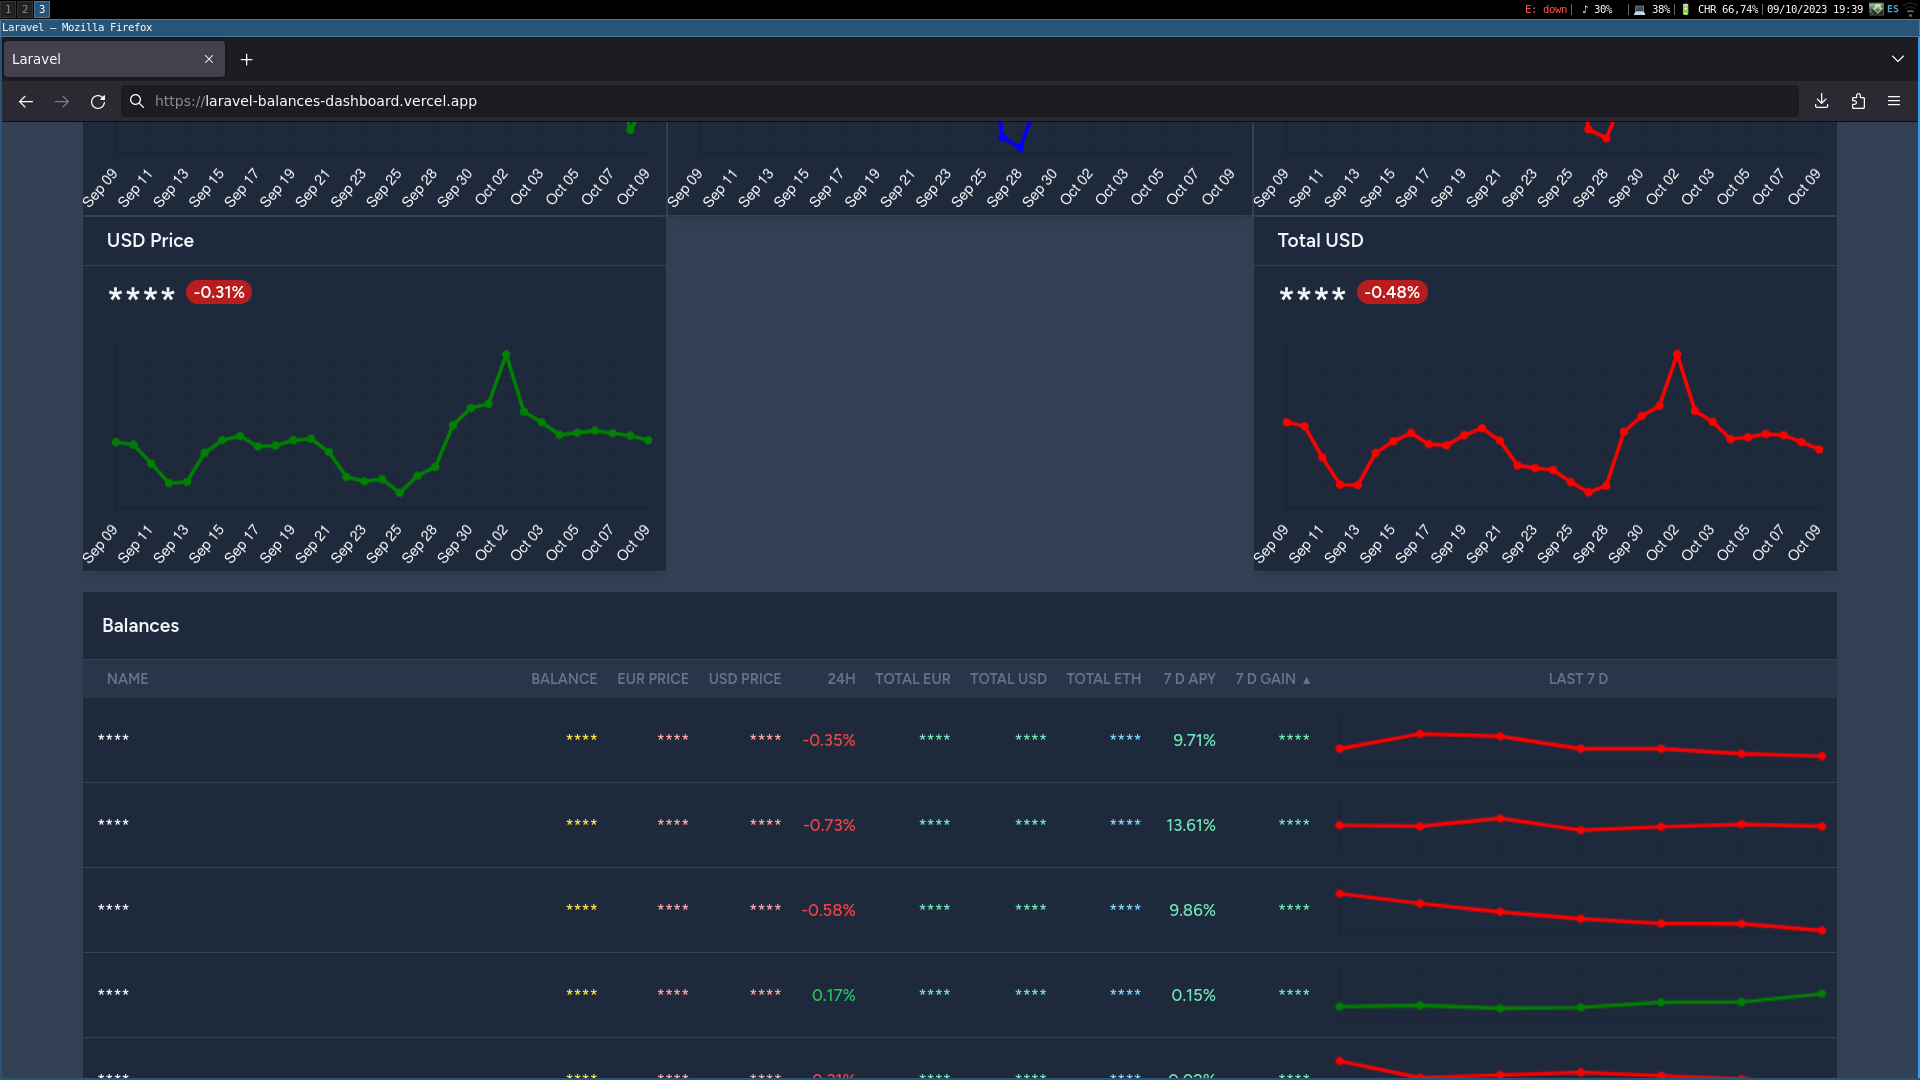 1 2 3 E: down | ♪ 30% | 💻 38% | 🔋 CHR 66,74% | 09/10/2023 19:39 ES
Laravel — Mozilla Firefox
Laravel
https://laravel-balances-dashboard.vercel.app
Sep 09 Sep 11 Sep 13 Sep 15 Sep 17 Sep 19 Sep 21 Sep 23 Sep 25 Sep 28 Sep 30 Oct 02 Oct 03 Oct 05 Oct 07 Oct 09
Sep 09 Sep 11 Sep 13 Sep 15 Sep 17 Sep 19 Sep 21 Sep 23 Sep 25 Sep 28 Sep 30 Oct 02 Oct 03 Oct 05 Oct 07 Oct 09
Sep 09 Sep 11 Sep 13 Sep 15 Sep 17 Sep 19 Sep 21 Sep 23 Sep 25 Sep 28 Sep 30 Oct 02 Oct 03 Oct 05 Oct 07 Oct 09
USD Price
**** -0.31%
Sep 09 Sep 11 Sep 13 Sep 15 Sep 17 Sep 19 Sep 21 Sep 23 Sep 25 Sep 28 Sep 30 Oct 02 Oct 03 Oct 05 Oct 07 Oct 09
Total USD
**** -0.48%
Sep 09 Sep 11 Sep 13 Sep 15 Sep 17 Sep 19 Sep 21 Sep 23 Sep 25 Sep 28 Sep 30 Oct 02 Oct 03 Oct 05 Oct 07 Oct 09
Balances
NAME BALANCE EUR PRICE USD PRICE 24H TOTAL EUR TOTAL USD TOTAL ETH 7 D APY 7 D GAIN ▲ LAST 7 D
**** **** **** **** -0.35% **** **** **** 9.71% ****
**** **** **** **** -0.73% **** **** **** 13.61% ****
**** **** **** **** -0.58% **** **** **** 9.86% ****
**** **** **** **** 0.17% **** **** **** 0.15% ****
**** **** **** **** **** **** **** ****